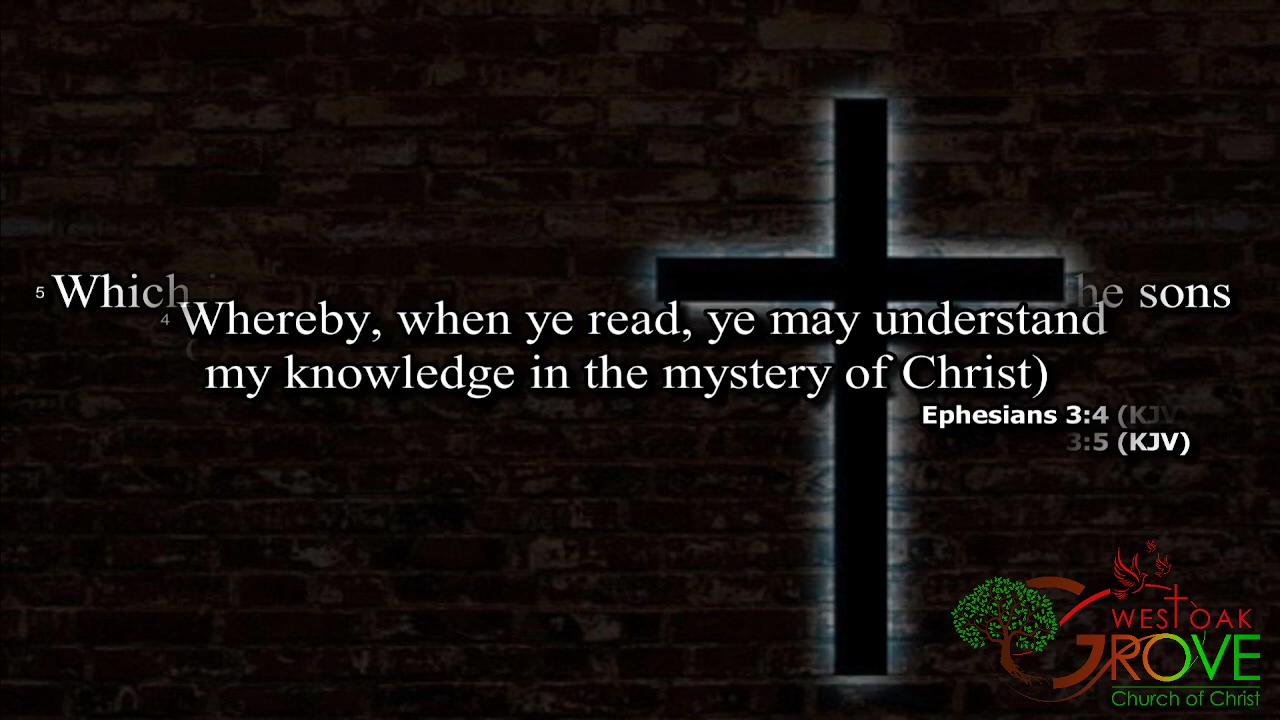 5 Which he sons
4 Whereby, when ye read, ye may understand
my knowledge in the mystery of Christ)
Ephesians 3:4 (KJV
3:5 (KJV)
WEST OAK
GROVE
Church of Christ